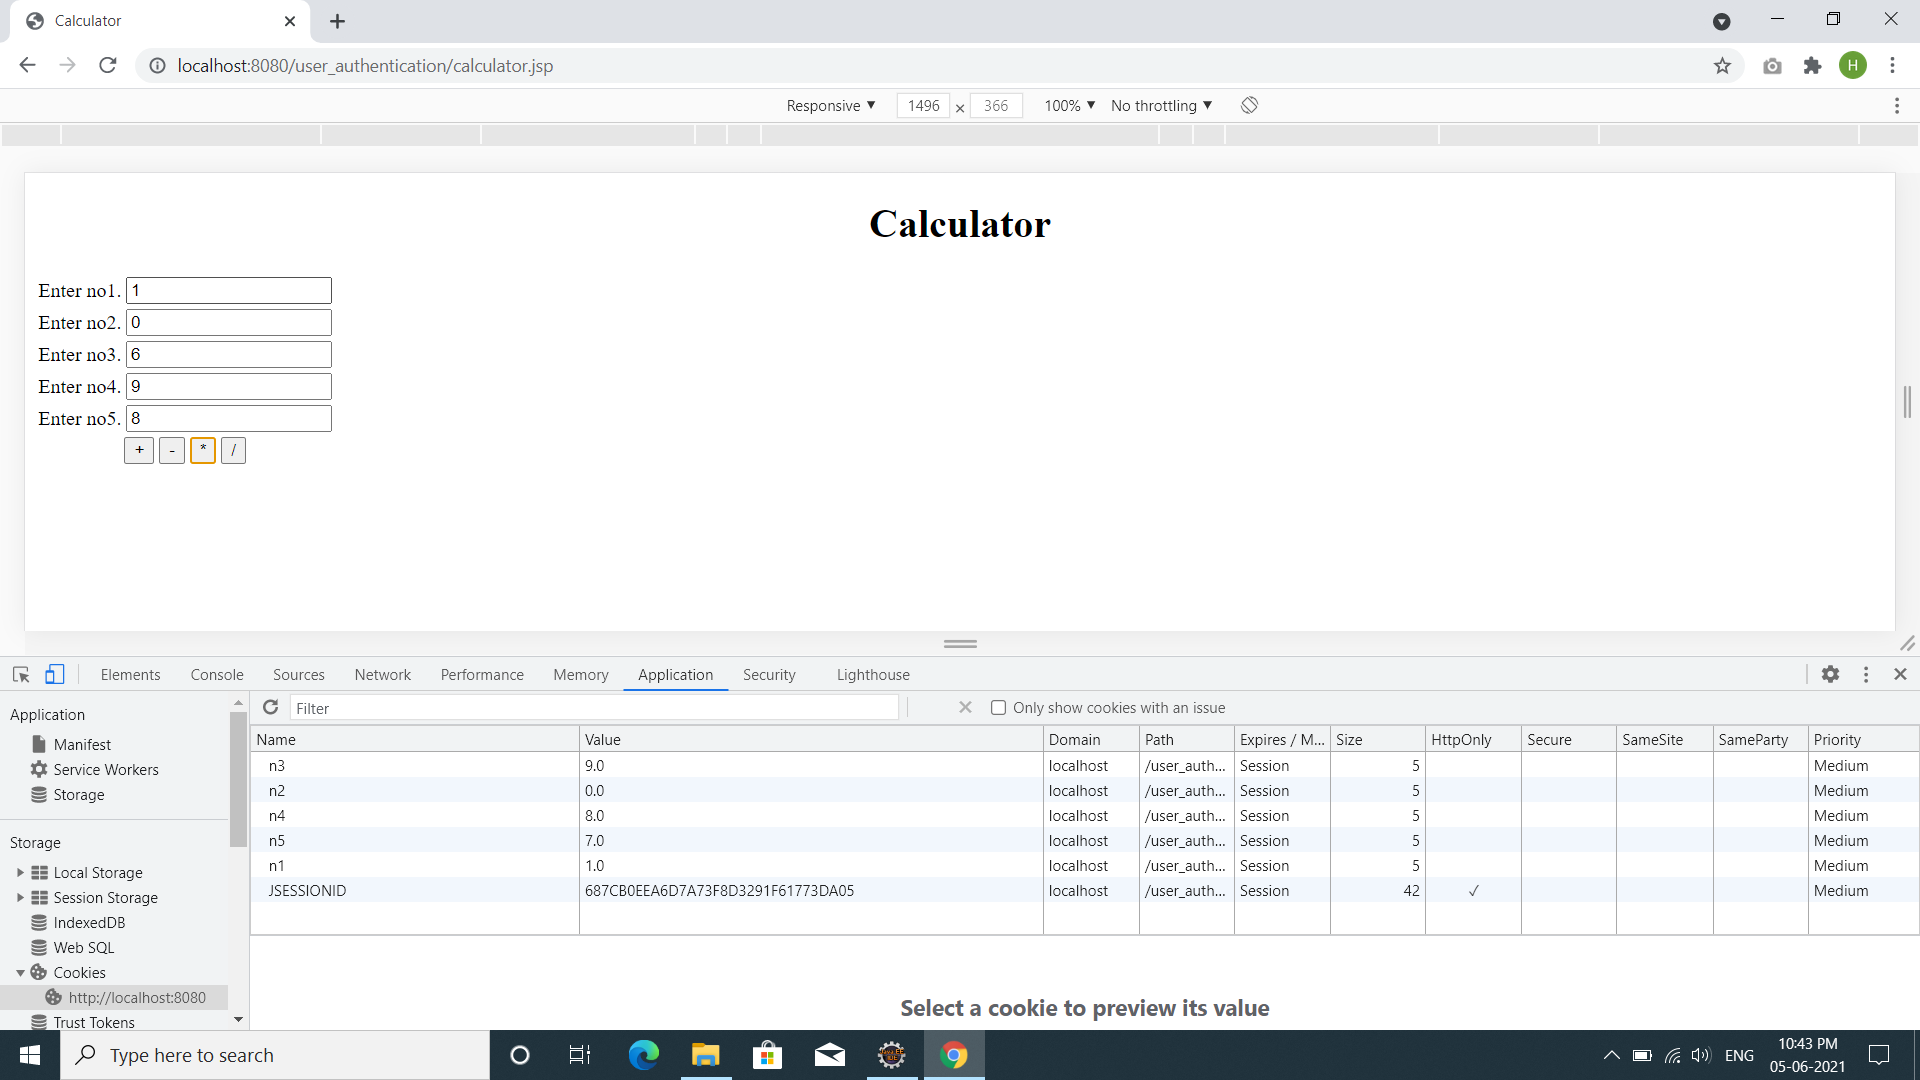 Calculator
localhost:8080/user_authentication/calculator.jsp
H
Responsive ▼ 1496 × 366 100% ▼ No throttling ▼
Calculator
Enter no1. 1
Enter no2. 0
Enter no3. 6
Enter no4. 9
Enter no5. 8
+ - * /
Elements Console Sources Network Performance Memory Application Security Lighthouse
Application
Manifest
Service Workers
Storage
Storage
Local Storage
Session Storage
IndexedDB
Web SQL
Cookies
http://localhost:8080
Trust Tokens
Filter
Only show cookies with an issue
Name Value Domain Path Expires / M... Size HttpOnly Secure SameSite SameParty Priority
n3 9.0 localhost /user_auth... Session 5 Medium
n2 0.0 localhost /user_auth... Session 5 Medium
n4 8.0 localhost /user_auth... Session 5 Medium
n5 7.0 localhost /user_auth... Session 5 Medium
n1 1.0 localhost /user_auth... Session 5 Medium
JSESSIONID 687CB0EEA6D7A73F8D3291F61773DA05 localhost /user_auth... Session 42 ✓ Medium
Select a cookie to preview its value
Type here to search
ENG
10:43 PM
05-06-2021